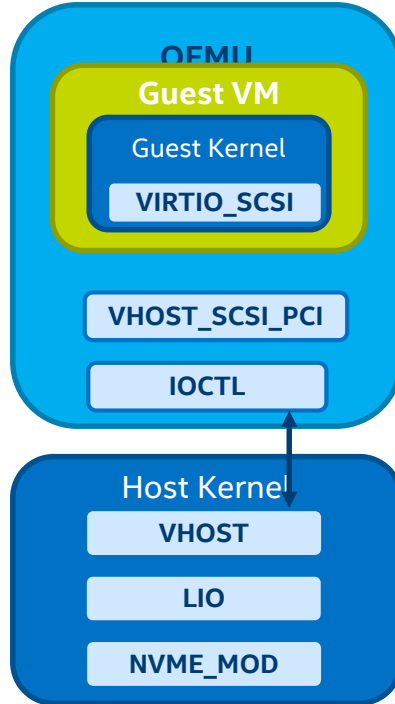 QEMU
Guest VM
Guest Kernel
VIRTIO_SCSI
VHOST_SCSI_PCI
IOCTL
Host Kernel
VHOST
LIO
NVME_MOD